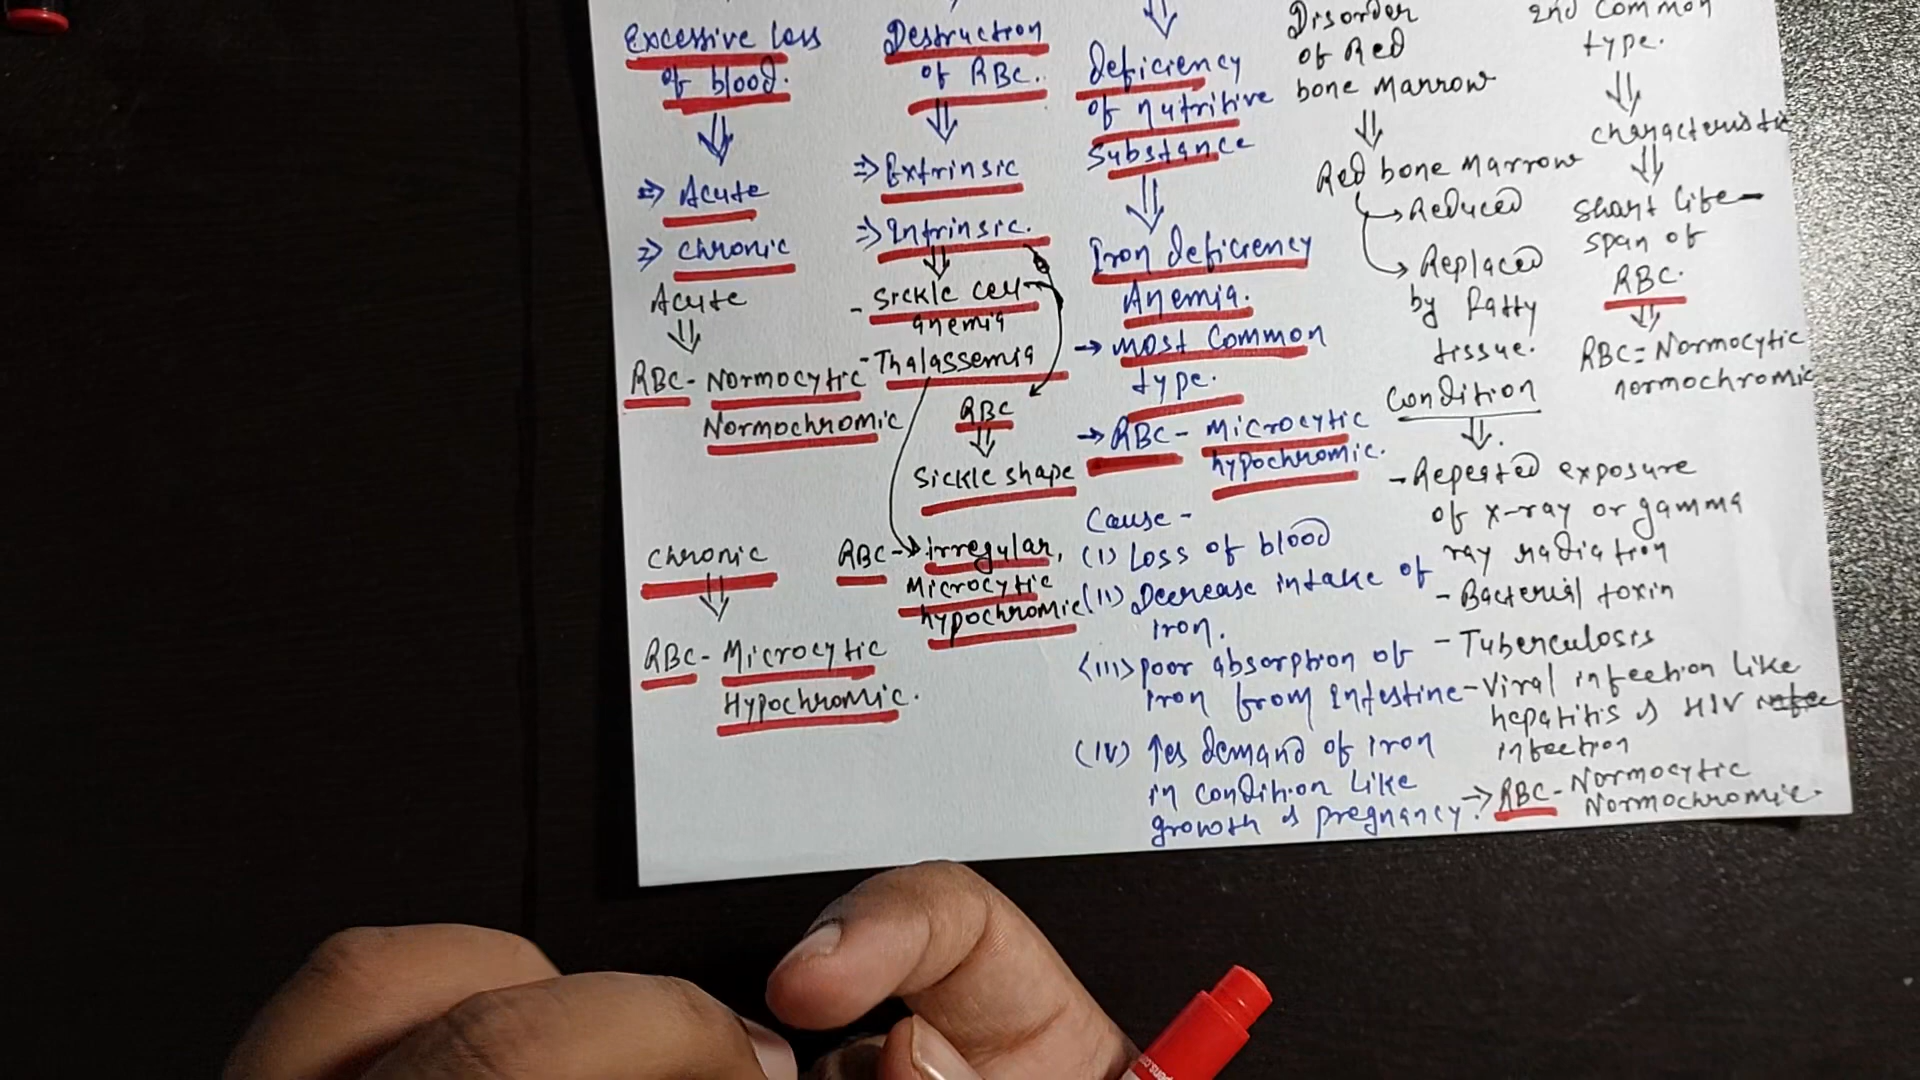 Excessive loss
of blood.
⇓
⇒ Acute
⇒ chronic
Acute
⇓
RBC - Normocytic
Normochromic
chronic
⇓
RBC - Microcytic
Hypochromic.
Destruction
of RBC.
⇓
⇒ Extrinsic
⇒ Intrinsic.
⇓
- Sickle cell
anemia
- Thalassemia
RBC
⇓
Sickle shape
RBC → irregular,
Microcytic
hypochromic
⇓
deficiency
of nutritive
Substance
⇓
Iron deficiency
Anemia.
→ most Common
type.
→ RBC - Microcytic
hypochromic.
Cause -
(i) Loss of blood
(ii) Decrease intake of
iron.
(iii) poor absorption of
iron from intestine
(iv) ↑es demand of iron
in condition like
growth & pregnancy.
Disorder
of Red
bone Marrow
⇓
Red bone Marrow
→ Reduced
→ Replaced
by Fatty
tissue.
Condition
⇓
- Repeated exposure
of x-ray or gamma
ray radiation
- Bacterial toxin
- Tuberculosis
- Viral infection like
hepatitis & HIV
infection
→ RBC - Normocytic
Normochromic.
2nd Common
type.
⇓
characteristic
⇓
short life-
span of
RBC.
⇓
RBC = Normocytic
normochromic